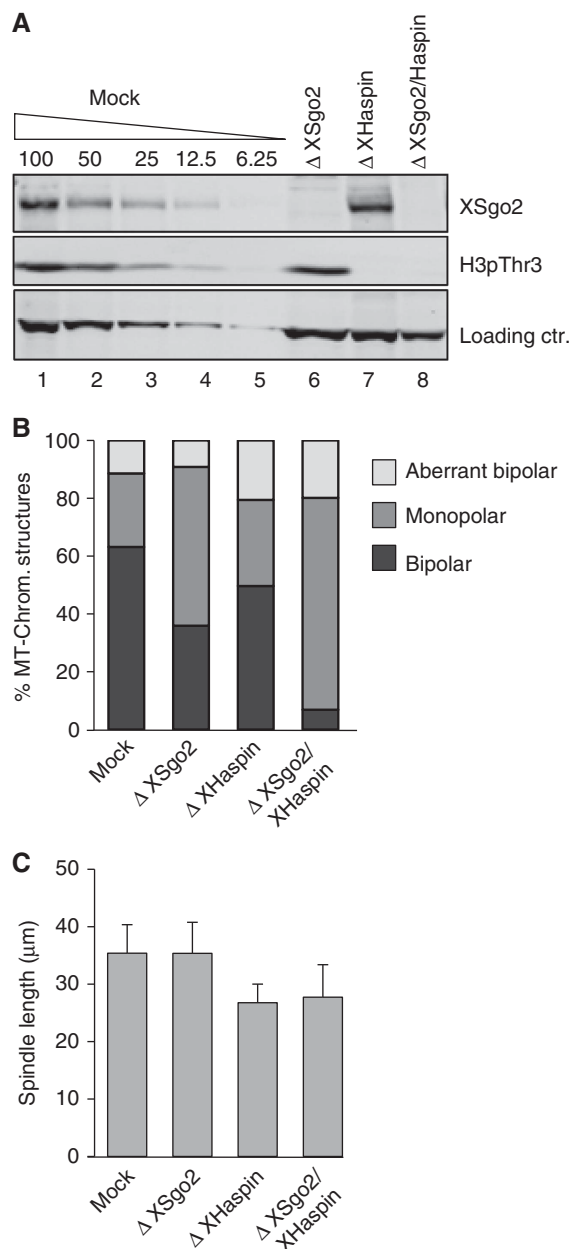 A
Mock
Δ XSgo2
Δ XHaspin
Δ XSgo2/Haspin
100 50 25 12.5 6.25
XSgo2
H3pThr3
Loading ctr.
1 2 3 4 5 6 7 8
B
% MT-Chrom. structures
100
80
60
40
20
0
Aberrant bipolar
Monopolar
Bipolar
Mock
Δ XSgo2
Δ XHaspin
Δ XSgo2/
XHaspin
C
Spindle length (μm)
50
40
30
20
10
0
Mock
Δ XSgo2
Δ XHaspin
Δ XSgo2/
XHaspin